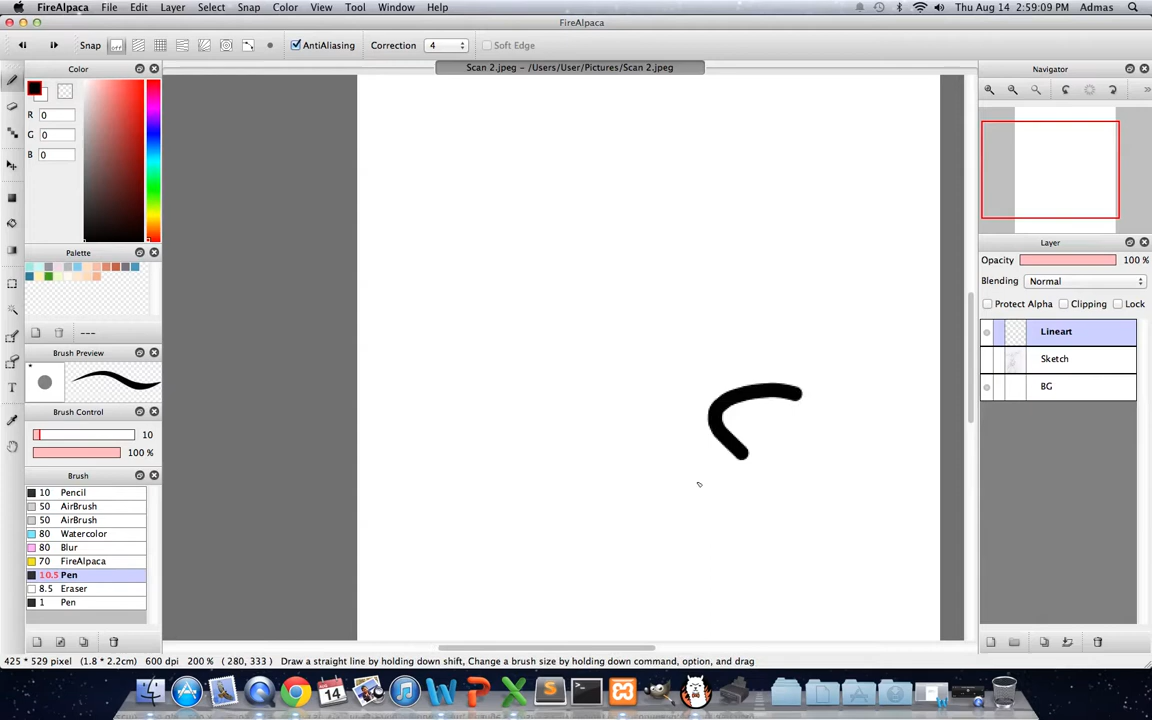 FireAlpaca File Edit Layer Select Snap Color View Tool Window Help Thu Aug 14 2:59:09 PM Admas
FireAlpaca
Snap off AntiAliasing Correction 4 Soft Edge
Color
Scan 2.jpeg – /Users/User/Pictures/Scan 2.jpeg
Navigator
R 0
G 0
B 0
Palette
---
Brush Preview
Brush Control
10
100 %
Brush
10 Pencil
50 AirBrush
50 AirBrush
80 Watercolor
80 Blur
70 FireAlpaca
10.5 Pen
8.5 Eraser
1 Pen
Layer
Opacity 100 %
Blending Normal
Protect Alpha Clipping Lock
Lineart
Sketch
BG
425 * 529 pixel (1.8 * 2.2cm) 600 dpi 200 % ( 280, 333 ) Draw a straight line by holding down shift, Change a brush size by holding down command, option, and drag
14